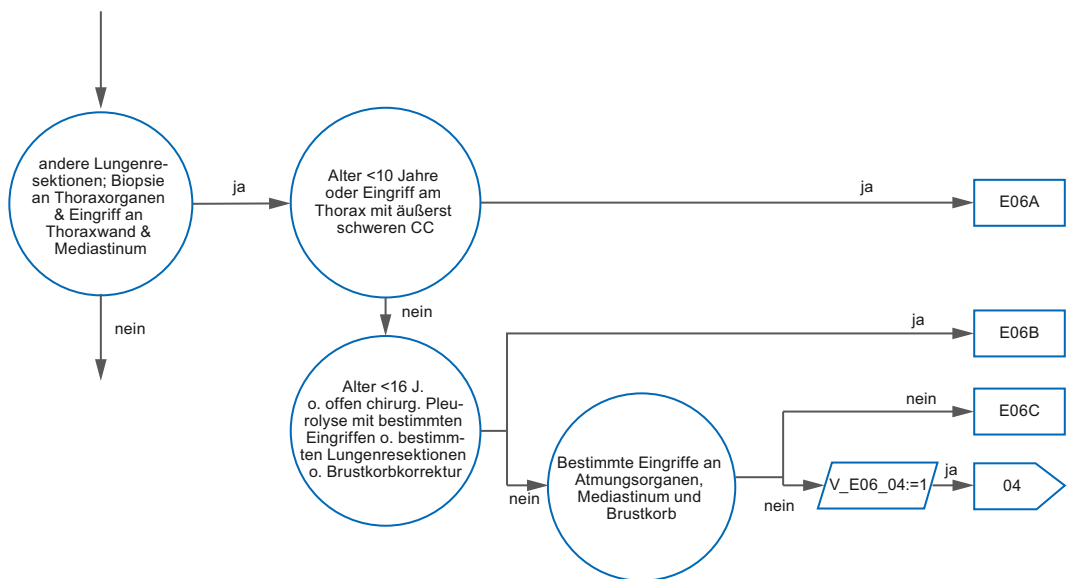 andere Lungenre-
sektionen; Biopsie
an Thoraxorganen
& Eingriff an
Thoraxwand &
Mediastinum
ja
nein
Alter <10 Jahre
oder Eingriff am
Thorax mit äußerst
schweren CC
ja
E06A
nein
Alter <16 J.
o. offen chirurg. Pleu-
rolyse mit bestimmten
Eingriffen o. bestimm-
ten Lungenresektionen
o. Brustkorbkorrektur
ja
E06B
nein
Bestimmte Eingriffe an
Atmungsorganen,
Mediastinum und
Brustkorb
nein
E06C
nein
V_E06_04:=1
ja
04